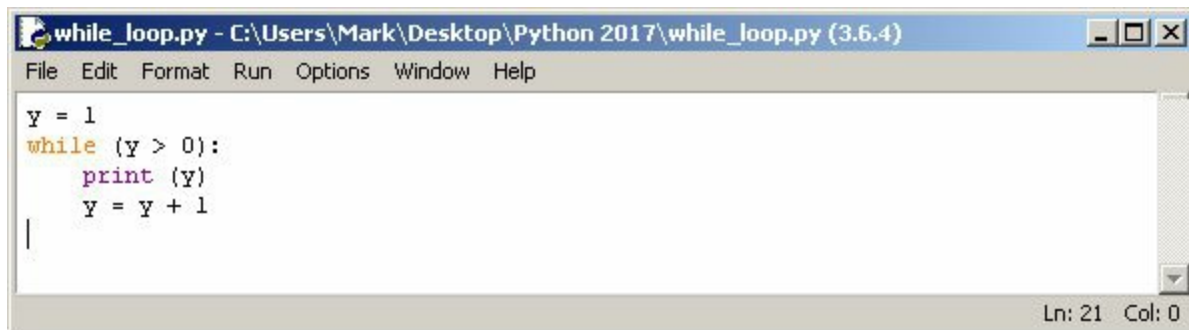 while_loop.py - C:\Users\Mark\Desktop\Python 2017\while_loop.py (3.6.4)
File Edit Format Run Options Window Help
y = 1
while (y > 0):
    print (y)
    y = y + 1
Ln: 21 Col: 0